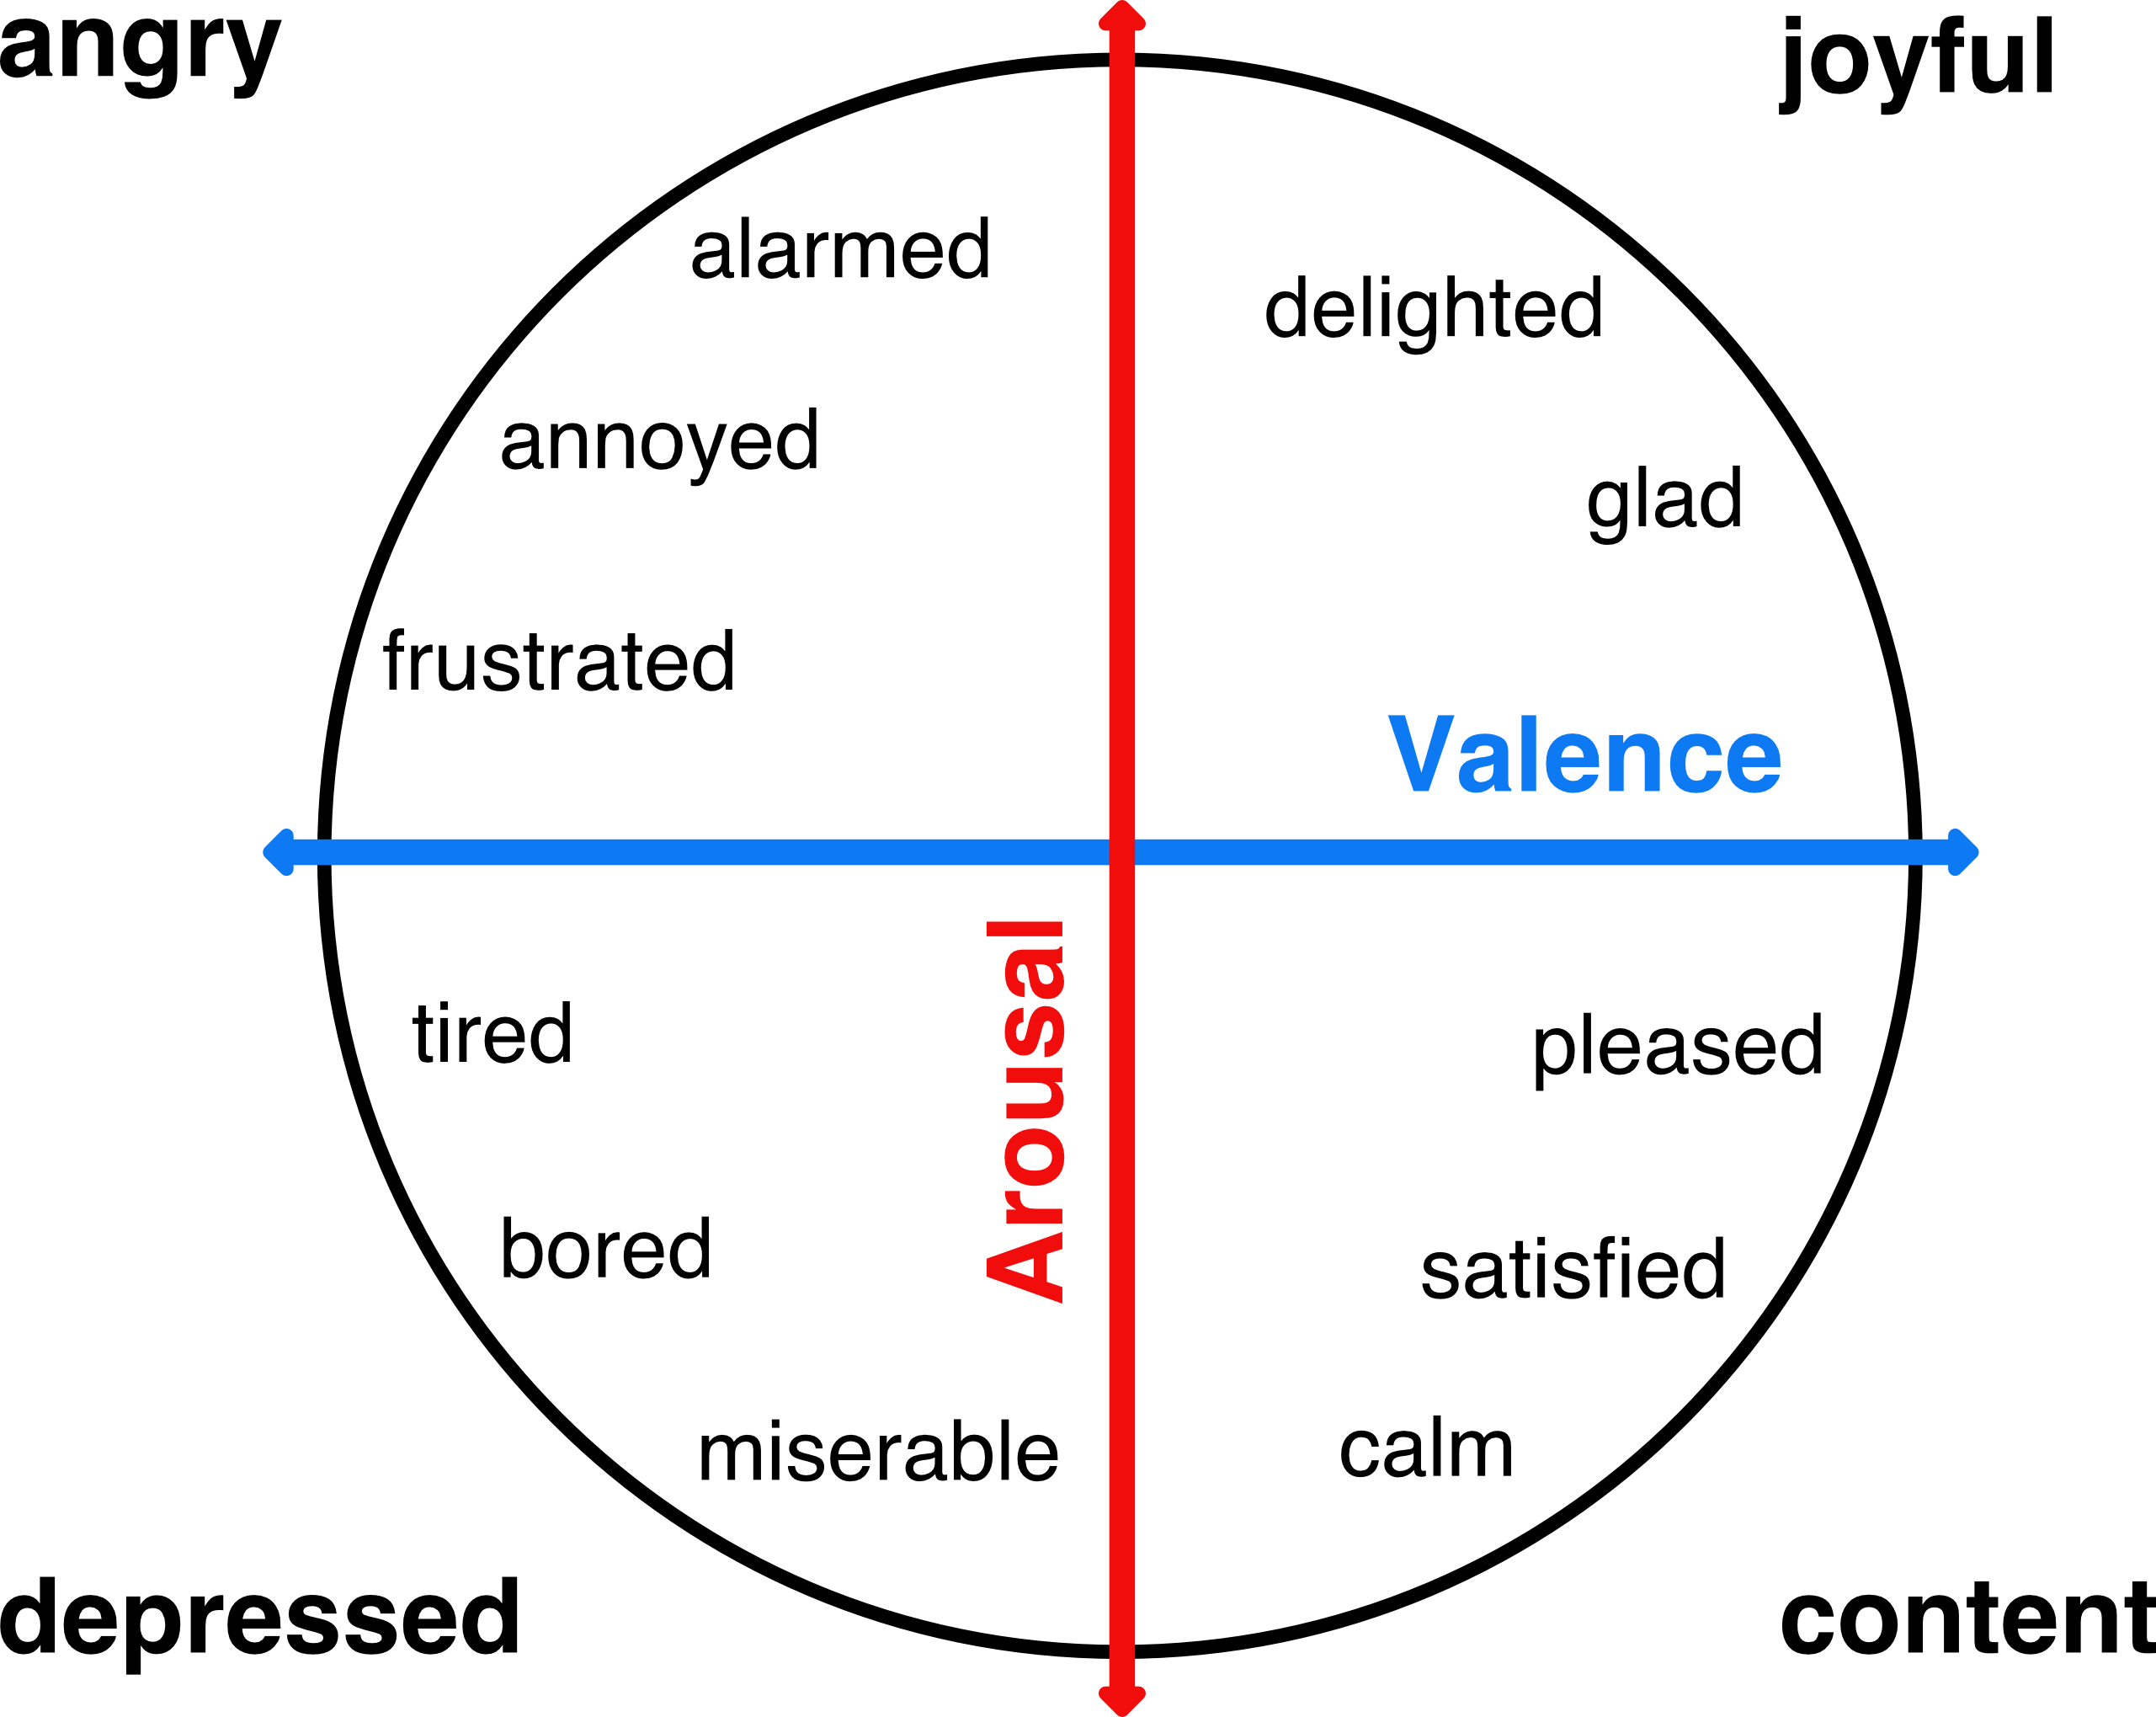 angry
joyful
alarmed
delighted
annoyed
glad
frustrated
Valence
Arousal
tired
pleased
bored
satisfied
miserable
calm
depressed
content